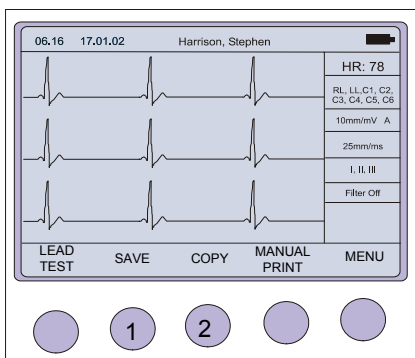 06.16 17.01.02 Harrison, Stephen
HR: 78
RL, LL,C1, C2,
C3, C4, C5, C6
10mm/mV A
25mm/ms
I, II, III
Filter Off
LEAD
TEST
SAVE
COPY
MANUAL
PRINT
MENU
1
2